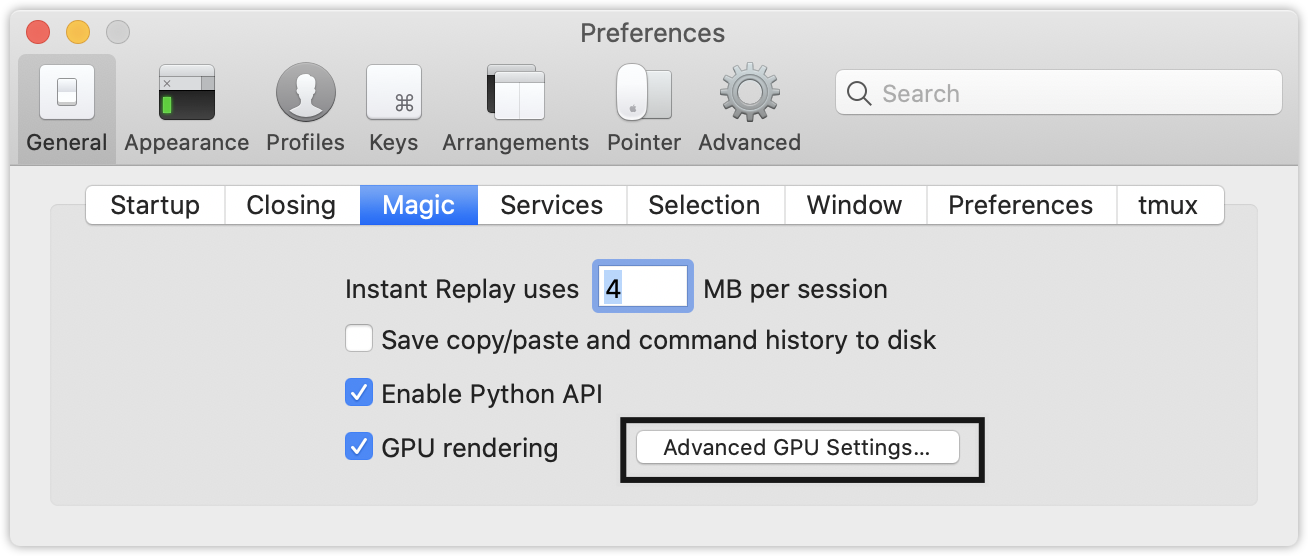 Preferences
General Appearance Profiles Keys Arrangements Pointer Advanced
Search
Startup Closing Magic Services Selection Window Preferences tmux
Instant Replay uses 4 MB per session
Save copy/paste and command history to disk
Enable Python API
GPU rendering Advanced GPU Settings...